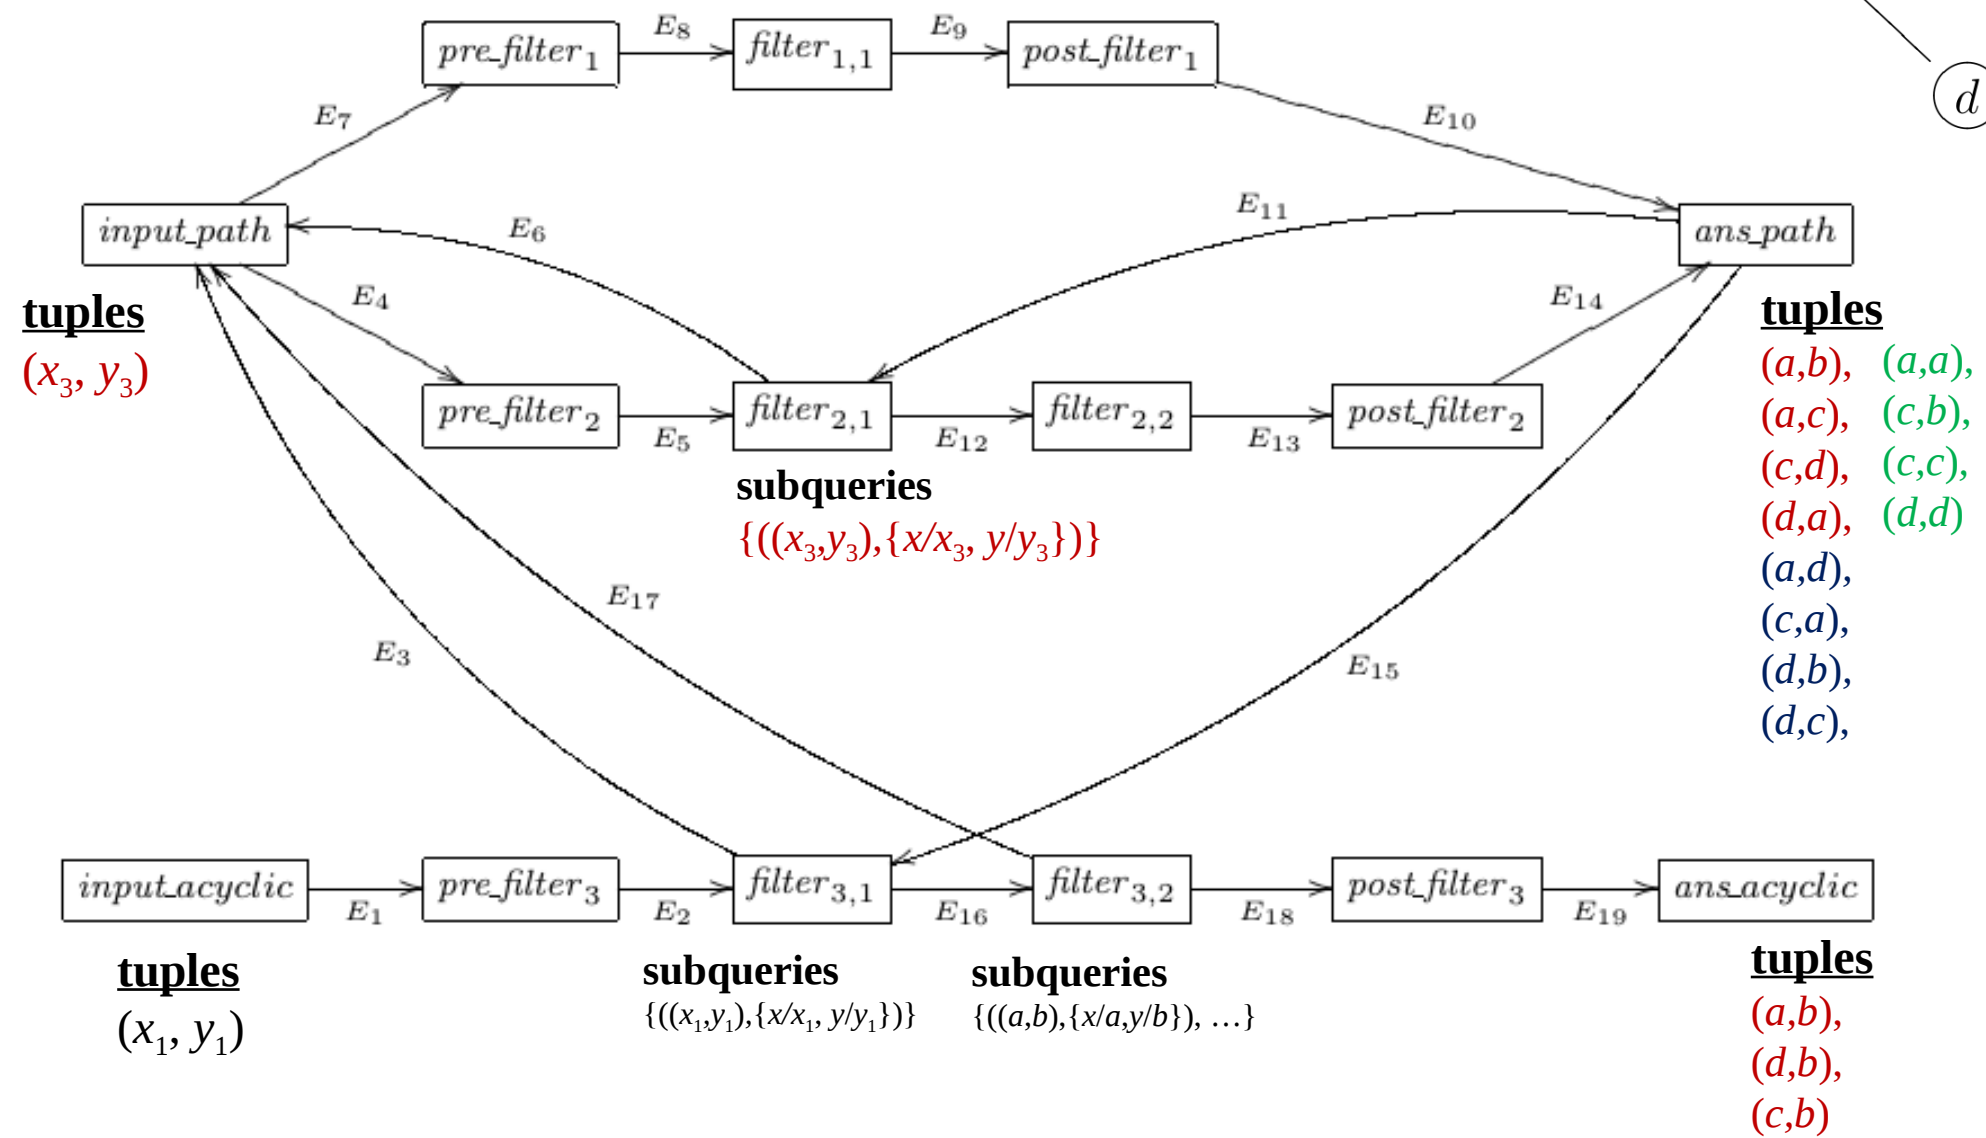 E8 E9
pre_filter1 filter1,1 post_filter1
d
E7 E10
E11
E6
input_path ans_path
E4 E14
tuples tuples
(x3, y3) (a,b), (a,a),
(a,c), (c,b),
(c,d), (c,c),
(d,a), (d,d)
(a,d),
(c,a),
(d,b),
(d,c),
pre_filter2 filter2,1 filter2,2 post_filter2
E5 E12 E13
subqueries
{((x3,y3),{x/x3, y/y3})}
E17
E3 E15
input_acyclic pre_filter3 filter3,1 filter3,2 post_filter3 ans_acyclic
E1 E2 E16 E18 E19
tuples subqueries subqueries tuples
(x1, y1) {((x1,y1),{x/x1, y/y1})} {((a,b),{x/a,y/b}), …} (a,b),
(d,b),
(c,b)